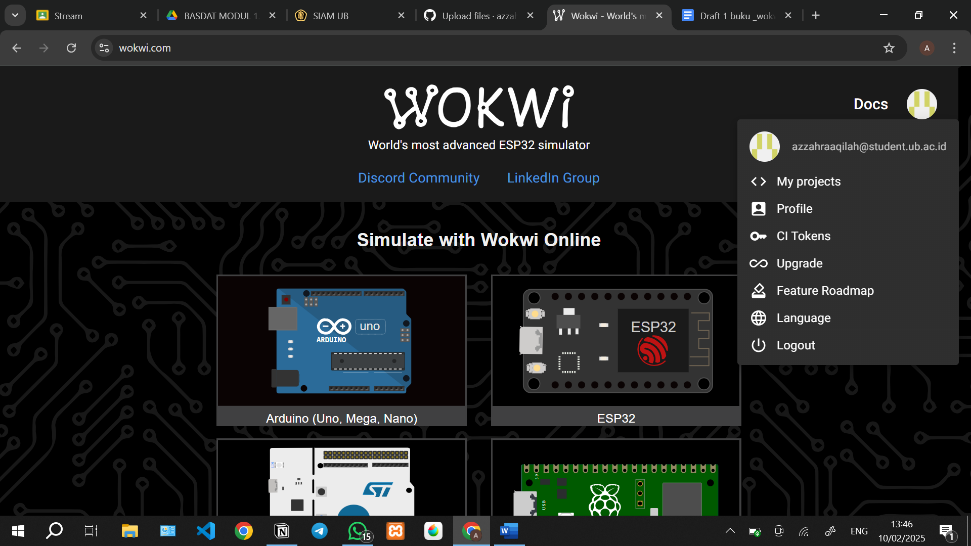 Stream
BASDAT MODUL 1
SIAM UB
Upload files · azzal
Wokwi - World's m
Draft 1 buku _wok
wokwi.com
A
WOKWi
World's most advanced ESP32 simulator
Discord Community
LinkedIn Group
Docs
azzahraaqilah@student.ub.ac.id
My projects
Profile
CI Tokens
Upgrade
Feature Roadmap
Language
Logout
Simulate with Wokwi Online
uno
ARDUINO
ESP32
Arduino (Uno, Mega, Nano)
ESP32
ST
15
A
ENG
13:46
10/02/2025
1